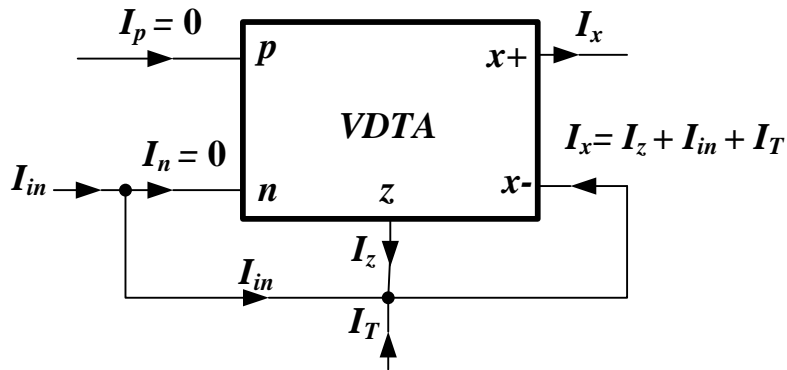 I_p = 0
I_x
p
x+
VDTA
I_n = 0
I_x = I_z + I_in + I_T
I_in
n
z
x-
I_z
I_in
I_T